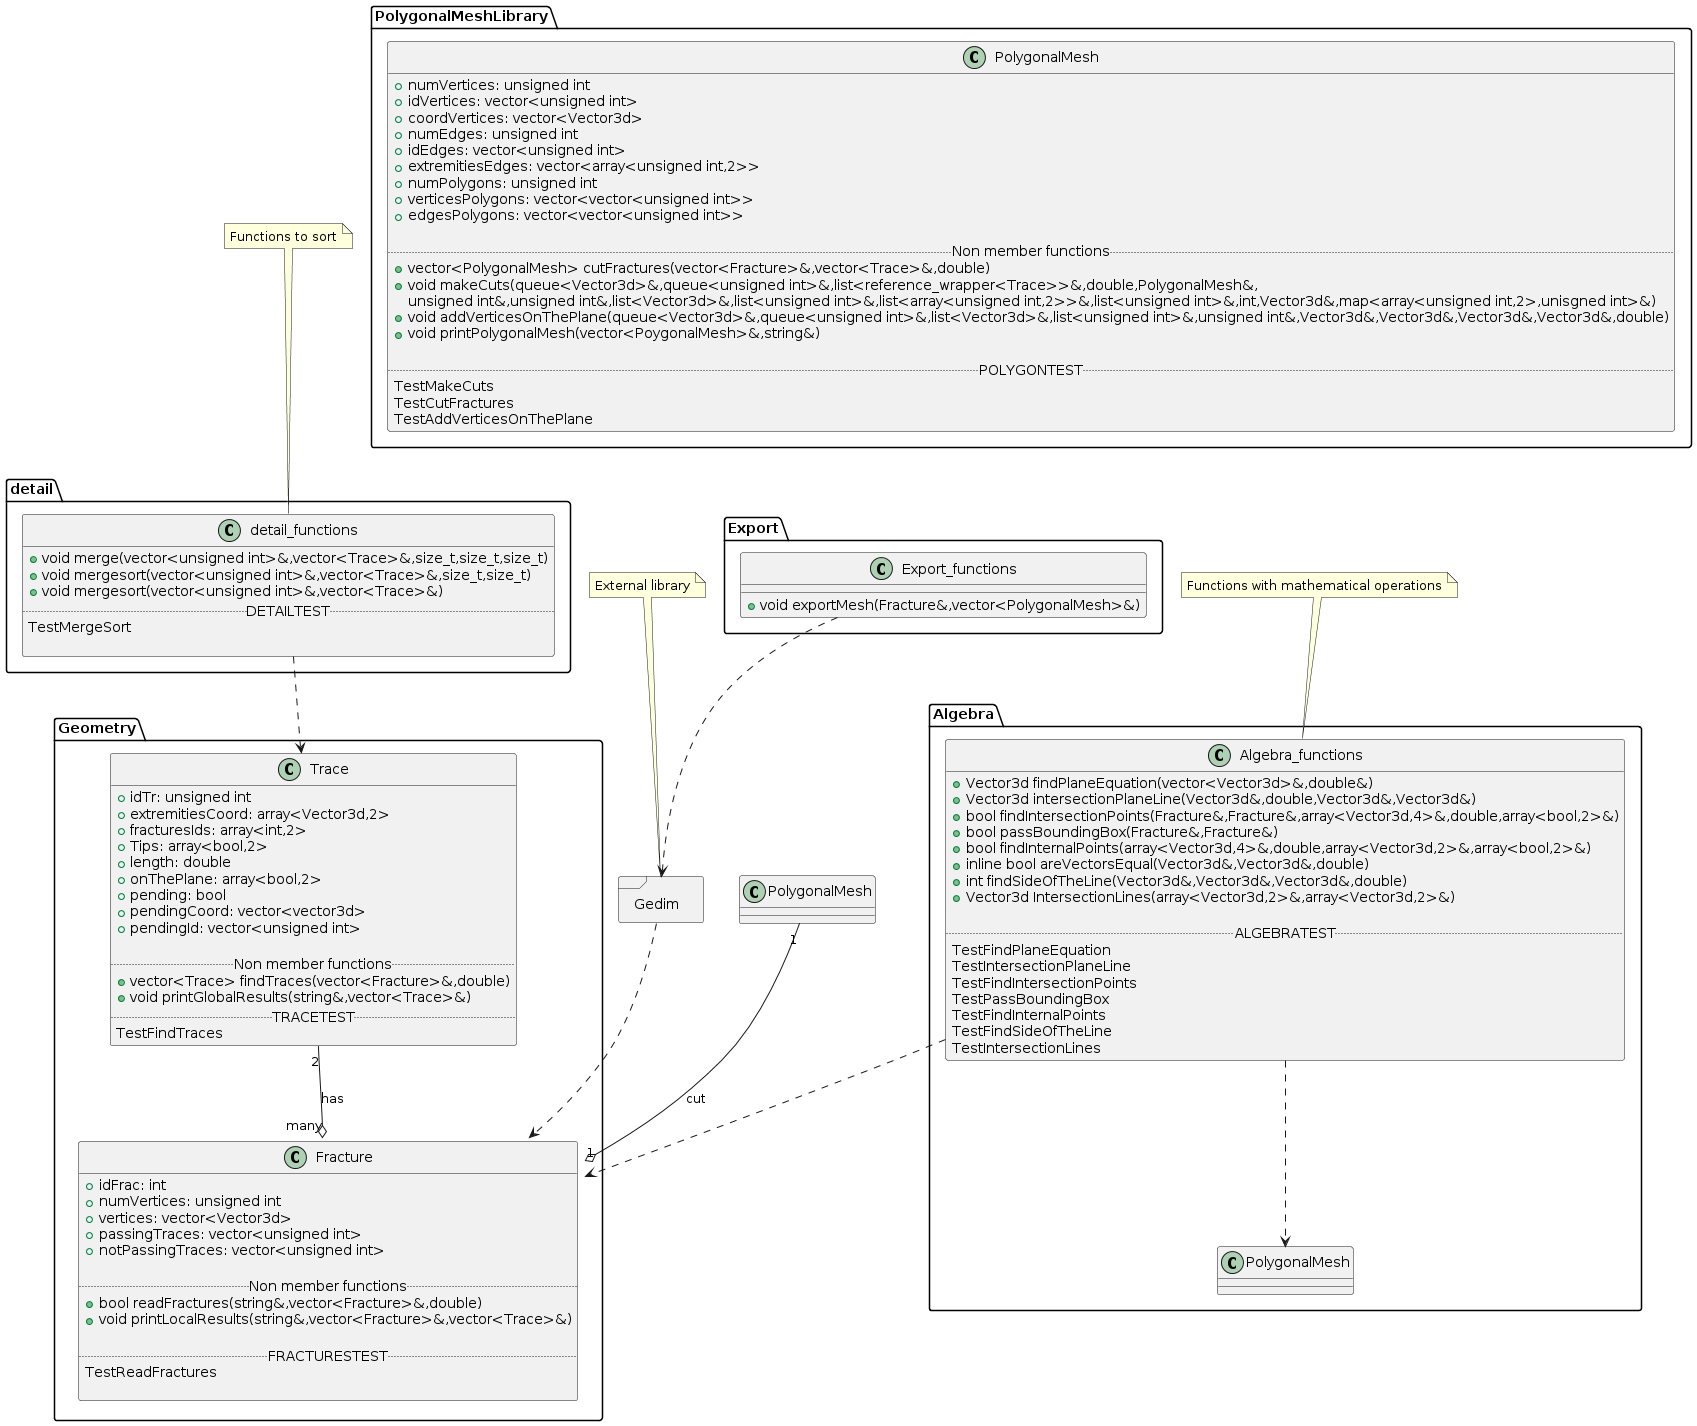 PolygonalMeshLibrary
PolygonalMesh
numVertices: unsigned int
idVertices: vector<unsigned int>
coordVertices: vector<Vector3d>
numEdges: unsigned int
idEdges: vector<unsigned int>
extremitiesEdges: vector<array<unsigned int,2>>
numPolygons: unsigned int
verticesPolygons: vector<vector<unsigned int>>
edgesPolygons: vector<vector<unsigned int>>
Non member functions
vector<PolygonalMesh> cutFractures(vector<Fracture>&,vector<Trace>&,double)
void makeCuts(queue<Vector3d>&,queue<unsigned int>&,list<reference_wrapper<Trace>>&,double,PolygonalMesh&,
unsigned int&,unsigned int&,list<Vector3d>&,list<unsigned int>&,list<array<unsigned int,2>>&,list<unsigned int>&,int,Vector3d&,map<array<unsigned int,2>,unisgned int>&)
void addVerticesOnThePlane(queue<Vector3d>&,queue<unsigned int>&,list<Vector3d>&,list<unsigned int>&,unsigned int&,Vector3d&,Vector3d&,Vector3d&,Vector3d&,double)
void printPolygonalMesh(vector<PoygonalMesh>&,string&)
POLYGONTEST
TestMakeCuts
TestCutFractures
TestAddVerticesOnThePlane
Functions to sort
detail
detail_functions
void merge(vector<unsigned int>&,vector<Trace>&,size_t,size_t,size_t)
void mergesort(vector<unsigned int>&,vector<Trace>&,size_t,size_t)
void mergesort(vector<unsigned int>&,vector<Trace>&)
DETAILTEST
TestMergeSort
External library
Export
Export_functions
void exportMesh(Fracture&,vector<PolygonalMesh>&)
Functions with mathematical operations
Geometry
Trace
idTr: unsigned int
extremitiesCoord: array<Vector3d,2>
fracturesIds: array<int,2>
Tips: array<bool,2>
length: double
onThePlane: array<bool,2>
pending: bool
pendingCoord: vector<vector3d>
pendingId: vector<unsigned int>
Non member functions
vector<Trace> findTraces(vector<Fracture>&,double)
void printGlobalResults(string&,vector<Trace>&)
TRACETEST
TestFindTraces
Gedim
PolygonalMesh
Algebra
Algebra_functions
Vector3d findPlaneEquation(vector<Vector3d>&,double&)
Vector3d intersectionPlaneLine(Vector3d&,double,Vector3d&,Vector3d&)
bool findIntersectionPoints(Fracture&,Fracture&,array<Vector3d,4>&,double,array<bool,2>&)
bool passBoundingBox(Fracture&,Fracture&)
bool findInternalPoints(array<Vector3d,4>&,double,array<Vector3d,2>&,array<bool,2>&)
inline bool areVectorsEqual(Vector3d&,Vector3d&,double)
int findSideOfTheLine(Vector3d&,Vector3d&,Vector3d&,double)
Vector3d IntersectionLines(array<Vector3d,2>&,array<Vector3d,2>&)
ALGEBRATEST
TestFindPlaneEquation
TestIntersectionPlaneLine
TestFindIntersectionPoints
TestPassBoundingBox
TestFindInternalPoints
TestFindSideOfTheLine
TestIntersectionLines
1
2
has
many
cut
1
Fracture
idFrac: int
numVertices: unsigned int
vertices: vector<Vector3d>
passingTraces: vector<unsigned int>
notPassingTraces: vector<unsigned int>
Non member functions
bool readFractures(string&,vector<Fracture>&,double)
void printLocalResults(string&,vector<Fracture>&,vector<Trace>&)
FRACTURESTEST
TestReadFractures
PolygonalMesh